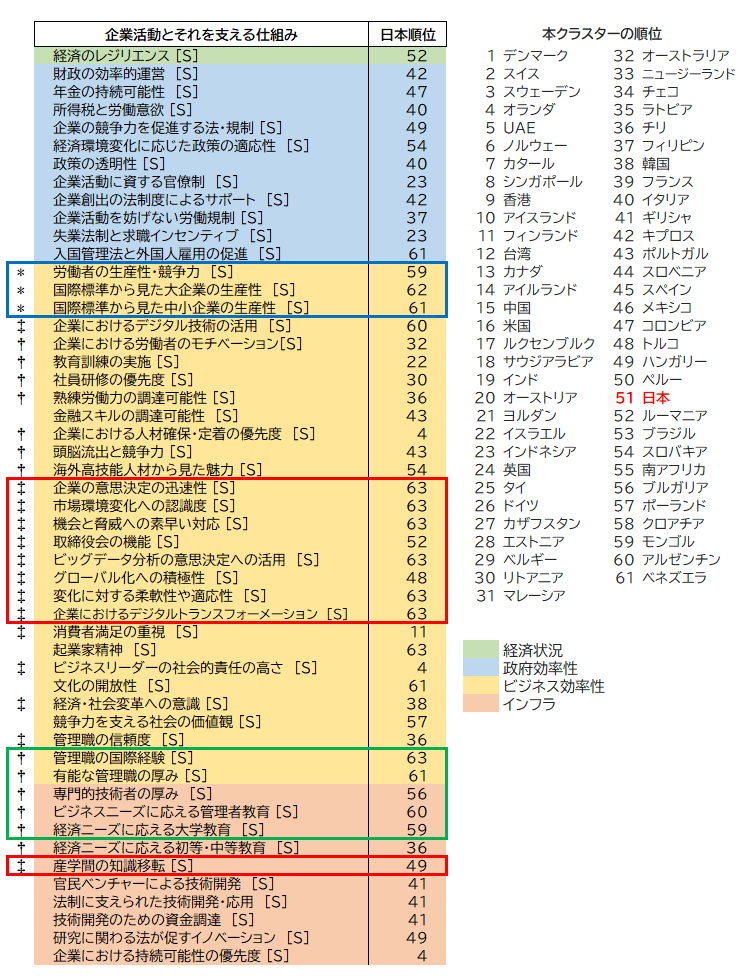 企業活動とそれを支える仕組み 日本順位
経済のレジリエンス [S] 52
財政の効率的運営 [S] 42
年金の持続可能性 [S] 47
所得税と労働意欲 [S] 40
企業の競争力を促進する法・規制 [S] 49
経済環境変化に応じた政策の適応性 [S] 54
政策の透明性 [S] 40
企業活動に資する官僚制 [S] 23
企業創出の法制度によるサポート [S] 42
企業活動を妨げない労働規制 [S] 37
失業法制と求職インセンティブ [S] 23
入国管理法と外国人雇用の促進 [S] 61
* 労働者の生産性・競争力 [S] 59
* 国際標準から見た大企業の生産性 [S] 62
* 国際標準から見た中小企業の生産性 [S] 61
‡ 企業におけるデジタル技術の活用 [S] 60
† 企業における労働者のモチベーション[S] 32
† 教育訓練の実施 [S] 22
† 社員研修の優先度 [S] 30
† 熟練労働力の調達可能性 [S] 36
金融スキルの調達可能性 [S] 43
† 企業における人材確保・定着の優先度 [S] 4
† 頭脳流出と競争力 [S] 43
† 海外高技能人材から見た魅力 [S] 54
‡ 企業の意思決定の迅速性 [S] 63
‡ 市場環境変化への認識度 [S] 63
‡ 機会と脅威への素早い対応 [S] 63
‡ 取締役会の機能 [S] 52
‡ ビッグデータ分析の意思決定への活用 [S] 63
‡ グローバル化への積極性 [S] 48
‡ 変化に対する柔軟性や適応性 [S] 63
‡ 企業におけるデジタルトランスフォーメーション [S] 63
‡ 消費者満足の重視 [S] 11
起業家精神 [S] 63
‡ ビジネスリーダーの社会的責任の高さ [S] 4
文化の開放性 [S] 61
‡ 経済・社会変革への意識 [S] 38
競争力を支える社会の価値観 [S] 57
‡ 管理職の信頼度 [S] 36
† 管理職の国際経験 [S] 63
† 有能な管理職の厚み [S] 61
† 専門的技術者の厚み [S] 56
† ビジネスニーズに応える管理者教育 [S] 60
† 経済ニーズに応える大学教育 [S] 59
† 経済ニーズに応える初等・中等教育 [S] 36
‡ 産学間の知識移転 [S] 49
官民ベンチャーによる技術開発 [S] 41
法制に支えられた技術開発・応用 [S] 41
技術開発のための資金調達 [S] 41
研究に関わる法が促すイノベーション [S] 49
企業における持続可能性の優先度 [S] 4
本クラスターの順位
1 デンマーク
2 スイス
3 スウェーデン
4 オランダ
5 UAE
6 ノルウェー
7 カタール
8 シンガポール
9 香港
10 アイスランド
11 フィンランド
12 台湾
13 カナダ
14 アイルランド
15 中国
16 米国
17 ルクセンブルク
18 サウジアラビア
19 インド
20 オーストリア
21 ヨルダン
22 イスラエル
23 インドネシア
24 英国
25 タイ
26 ドイツ
27 カザフスタン
28 エストニア
29 ベルギー
30 リトアニア
31 マレーシア
32 オーストラリア
33 ニュージーランド
34 チェコ
35 ラトビア
36 チリ
37 フィリピン
38 韓国
39 フランス
40 イタリア
41 ギリシャ
42 キプロス
43 ポルトガル
44 スロベニア
45 スペイン
46 メキシコ
47 コロンビア
48 トルコ
49 ハンガリー
50 ペルー
51 日本
52 ルーマニア
53 ブラジル
54 スロバキア
55 南アフリカ
56 ブルガリア
57 ポーランド
58 クロアチア
59 モンゴル
60 アルゼンチン
61 ベネズエラ
経済状況
政府効率性
ビジネス効率性
インフラ